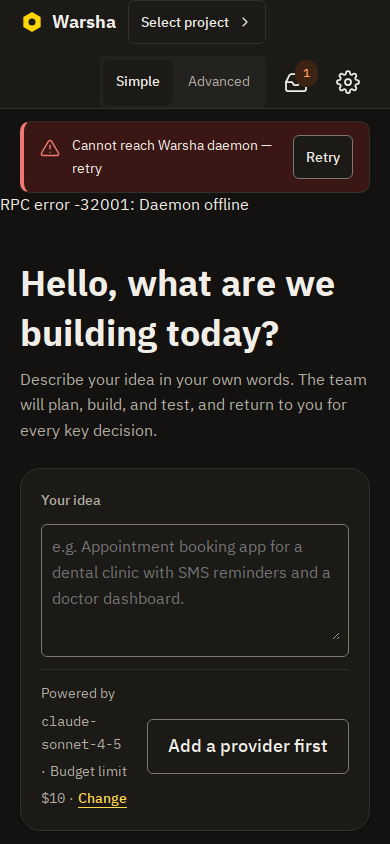 Warsha
Select project
Simple
Advanced
1
Cannot reach Warsha daemon —
retry
Retry
RPC error -32001: Daemon offline
Hello, what are we
building today?
Describe your idea in your own words. The team
will plan, build, and test, and return to you for
every key decision.
Your idea
e.g. Appointment booking app for a
dental clinic with SMS reminders and a
doctor dashboard.
Powered by
claude-
sonnet-4-5
· Budget limit
$10 · Change
Add a provider first